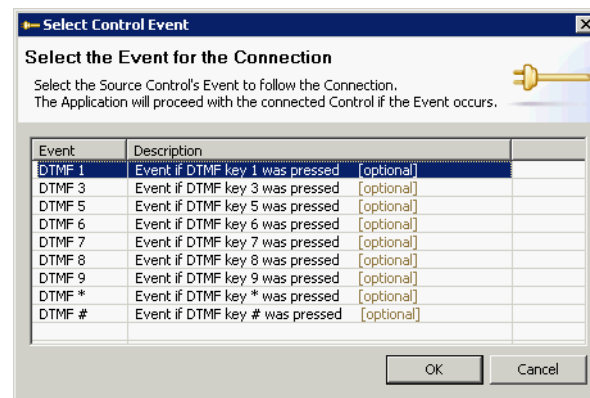 Select Control Event
Select the Event for the Connection
Select the Source Control's Event to follow the Connection.
The Application will proceed with the connected Control if the Event occurs.
Event Description
DTMF 1 Event if DTMF key 1 was pressed [optional]
DTMF 3 Event if DTMF key 3 was pressed [optional]
DTMF 5 Event if DTMF key 5 was pressed [optional]
DTMF 6 Event if DTMF key 6 was pressed [optional]
DTMF 7 Event if DTMF key 7 was pressed [optional]
DTMF 8 Event if DTMF key 8 was pressed [optional]
DTMF 9 Event if DTMF key 9 was pressed [optional]
DTMF * Event if DTMF key * was pressed [optional]
DTMF # Event if DTMF key # was pressed [optional]
OK Cancel